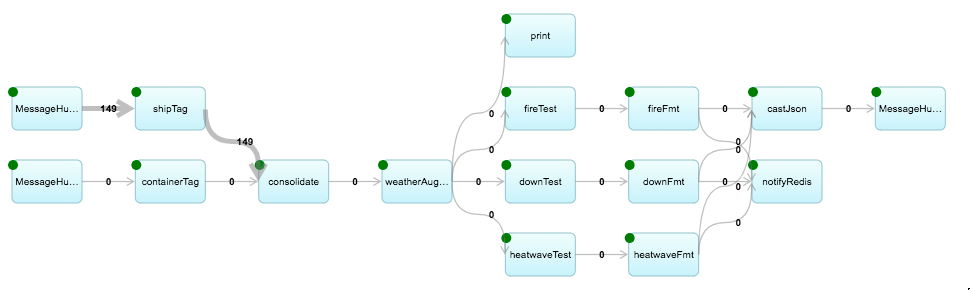 print
MessageHu...
149
shipTag
0
fireTest
0
fireFmt
0
castJson
0
MessageHu...
149
0
0
0
MessageHu...
0
containerTag
0
consolidate
0
weatherAug...
0
downTest
0
downFmt
0
notifyRedis
0
0
heatwaveTest
0
heatwaveFmt